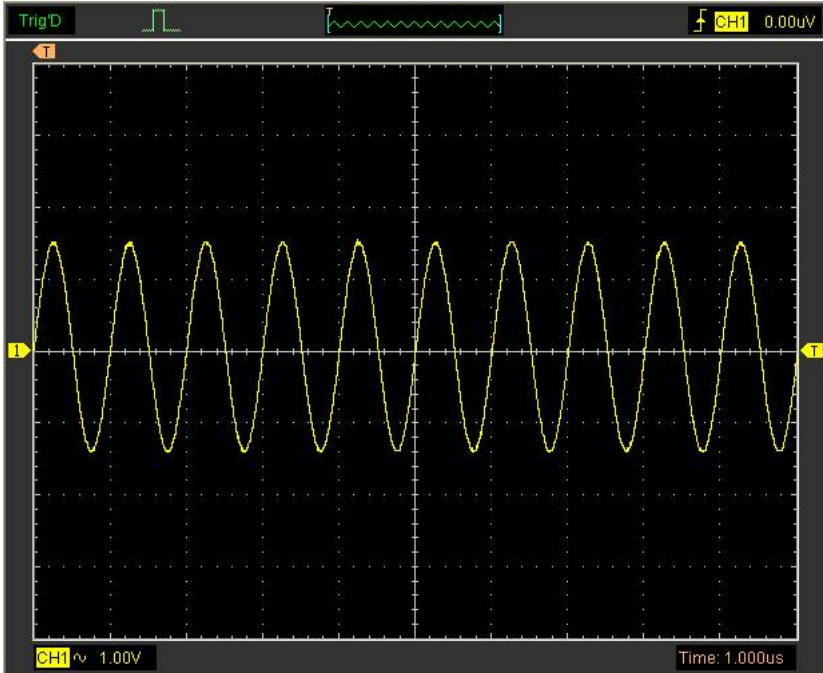 Trig'D
T
CH1 0.00uV
T
1
T
CH1 ~ 1.00V
Time: 1.000us